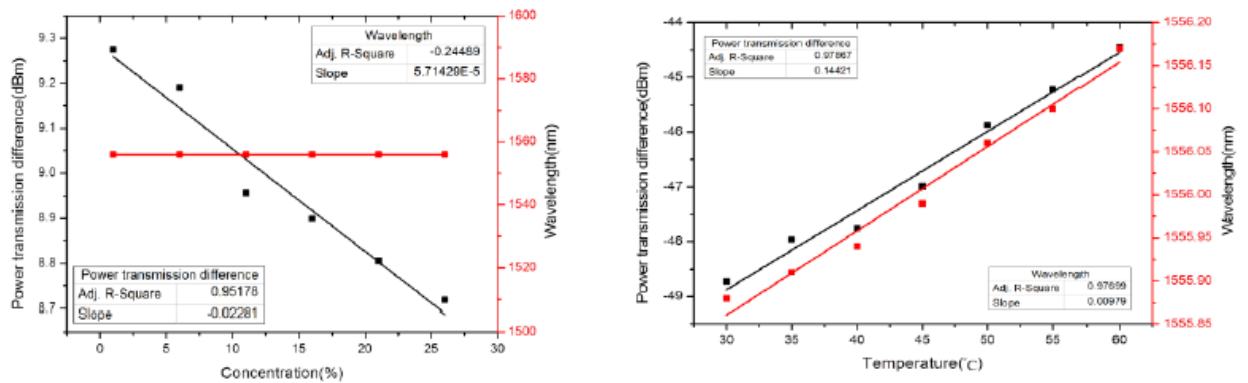 Wavelength
Adj. R-Square -0.24489
Slope 5.71429E-5
Power transmission difference
Adj. R-Square 0.95178
Slope -0.02281
9.3
9.2
9.1
9.0
8.9
8.8
8.7
Power transmission difference(dBm)
1600
1580
1560
1540
1520
1500
Wavelength(nm)
0 5 10 15 20 25 30
Concentration(%)
Power transmission difference
Adj. R-Square 0.97867
Slope 0.14421
Wavelength
Adj. R-Square 0.97699
Slope 0.00979
-44
-45
-46
-47
-48
-49
Power transmission difference(dBm)
1556.20
1556.15
1556.10
1556.05
1556.00
1555.95
1555.90
1555.85
Wavelength(nm)
30 35 40 45 50 55 60
Temperature(℃)